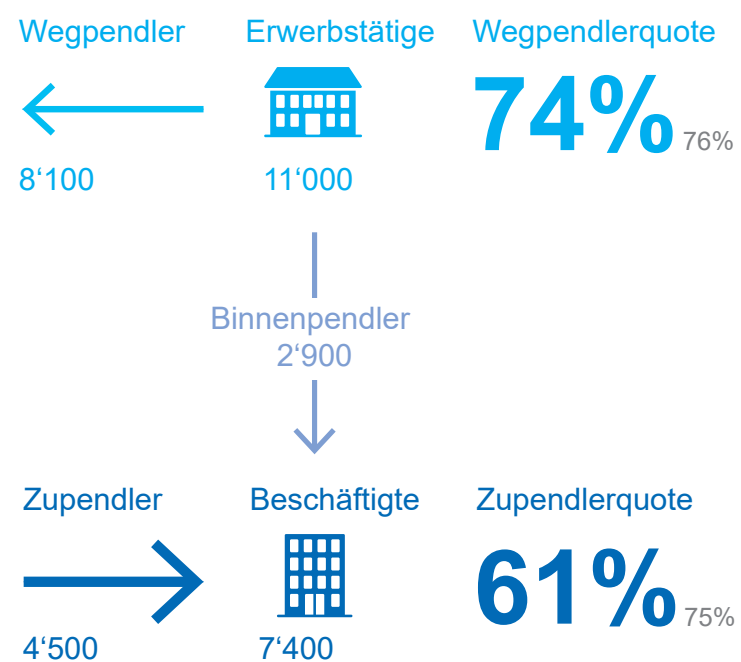 Wegpendler Erwerbstätige Wegpendlerquote
74% 76%
8‘100 11‘000
Binnenpendler
2‘900
Zupendler Beschäftigte Zupendlerquote
61% 75%
4‘500 7‘400